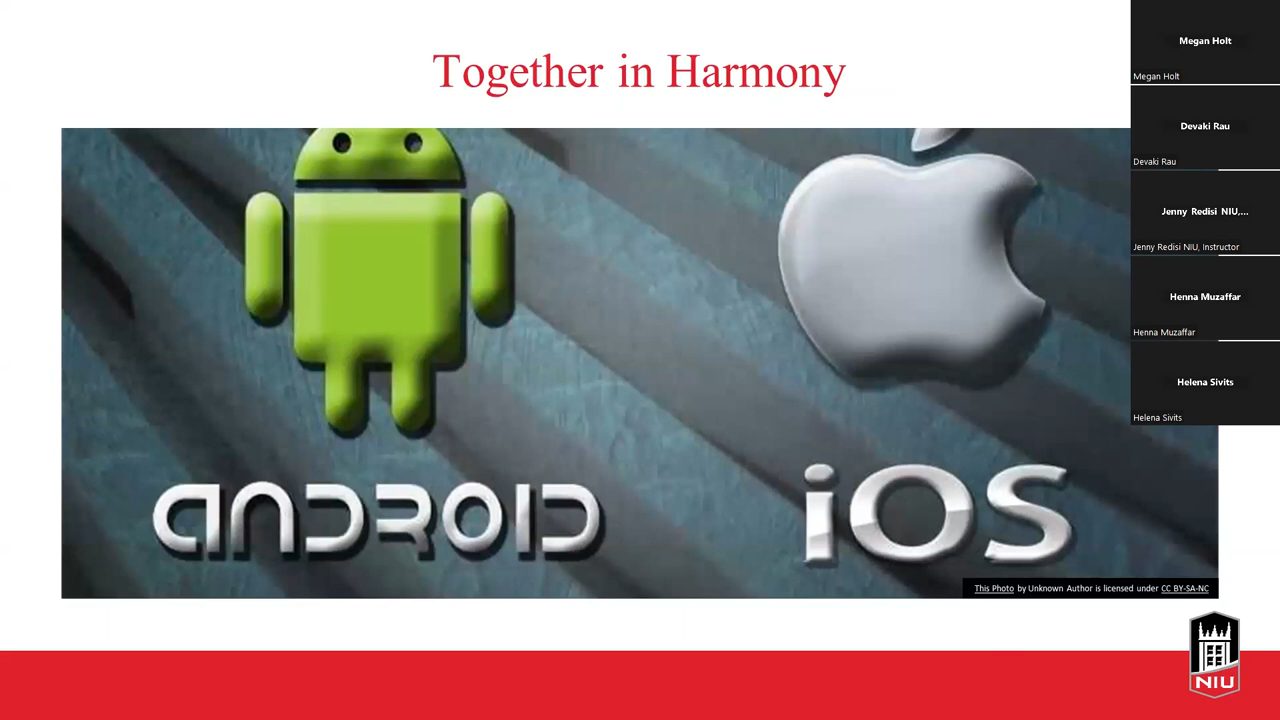 Together in Harmony
ANDROID
iOS
This Photo by Unknown Author is licensed under CC BY-SA-NC
NIU
Megan Holt
Megan Holt
Devaki Rau
Devaki Rau
Jenny Redisi NIU,...
Jenny Redisi NIU, Instructor
Henna Muzaffar
Henna Muzaffar
Helena Sivits
Helena Sivits